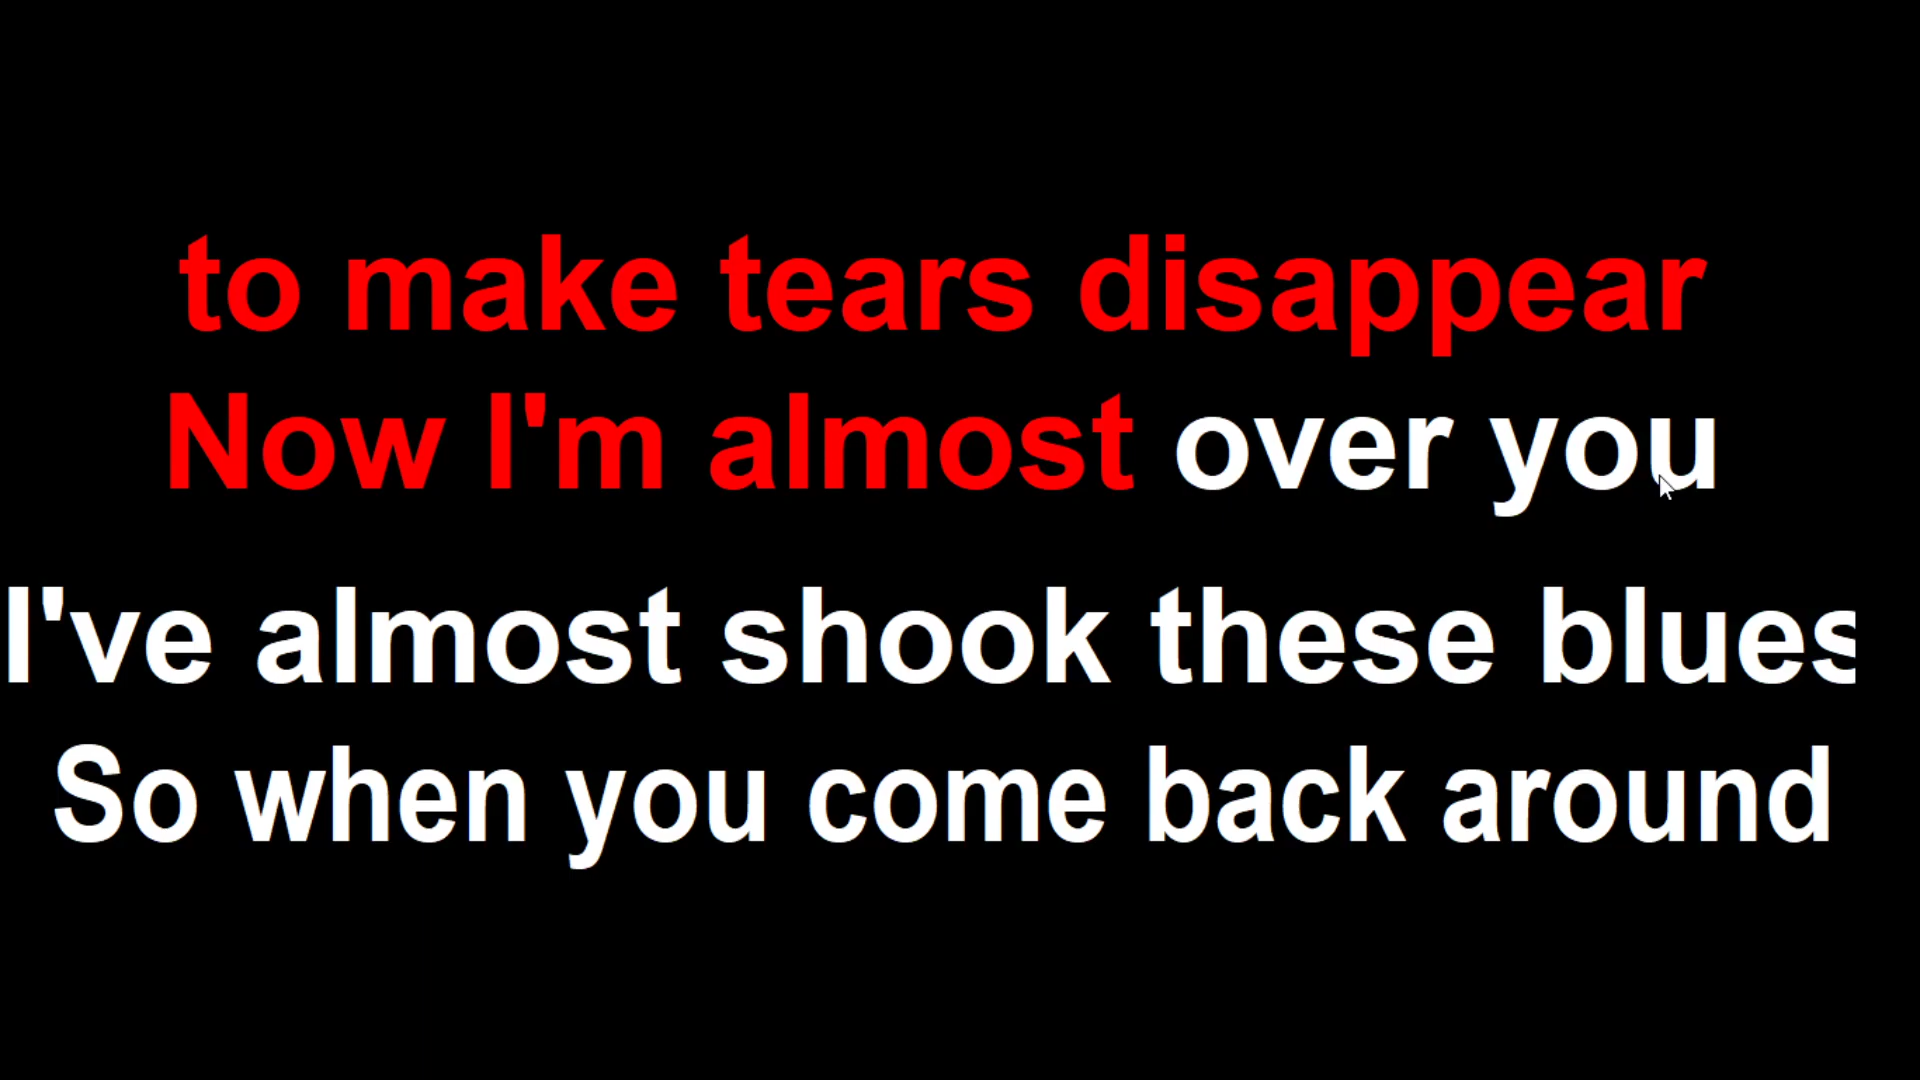 to make tears disappear
Now I'm almost over you
I've almost shook these blues
So when you come back around